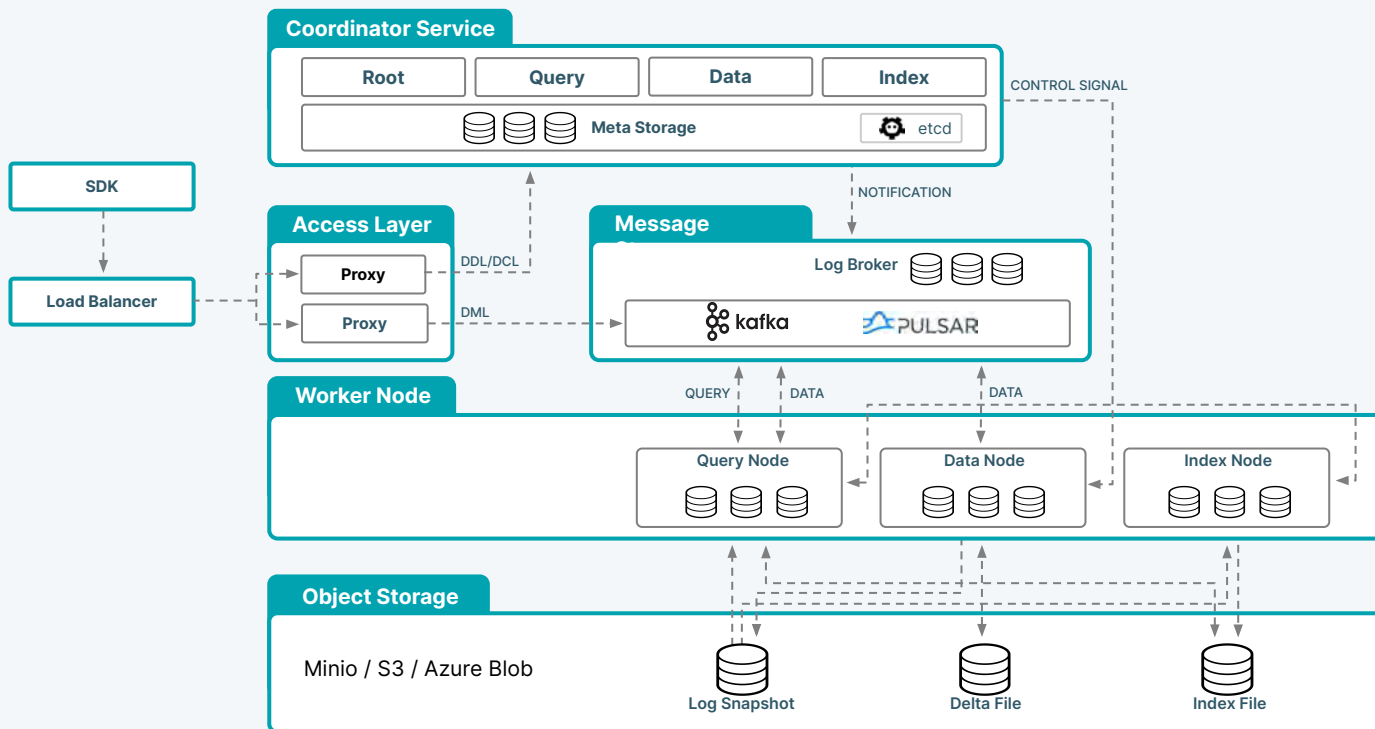 Coordinator Service
Root
Query
Data
Index
CONTROL SIGNAL
Meta Storage
etcd
SDK
NOTIFICATION
Access Layer
Message
Proxy
DDL/DCL
Log Broker
Load Balancer
Proxy
DML
kafka
PULSAR
Worker Node
QUERY
DATA
DATA
Query Node
Data Node
Index Node
Object Storage
Minio / S3 / Azure Blob
Log Snapshot
Delta File
Index File